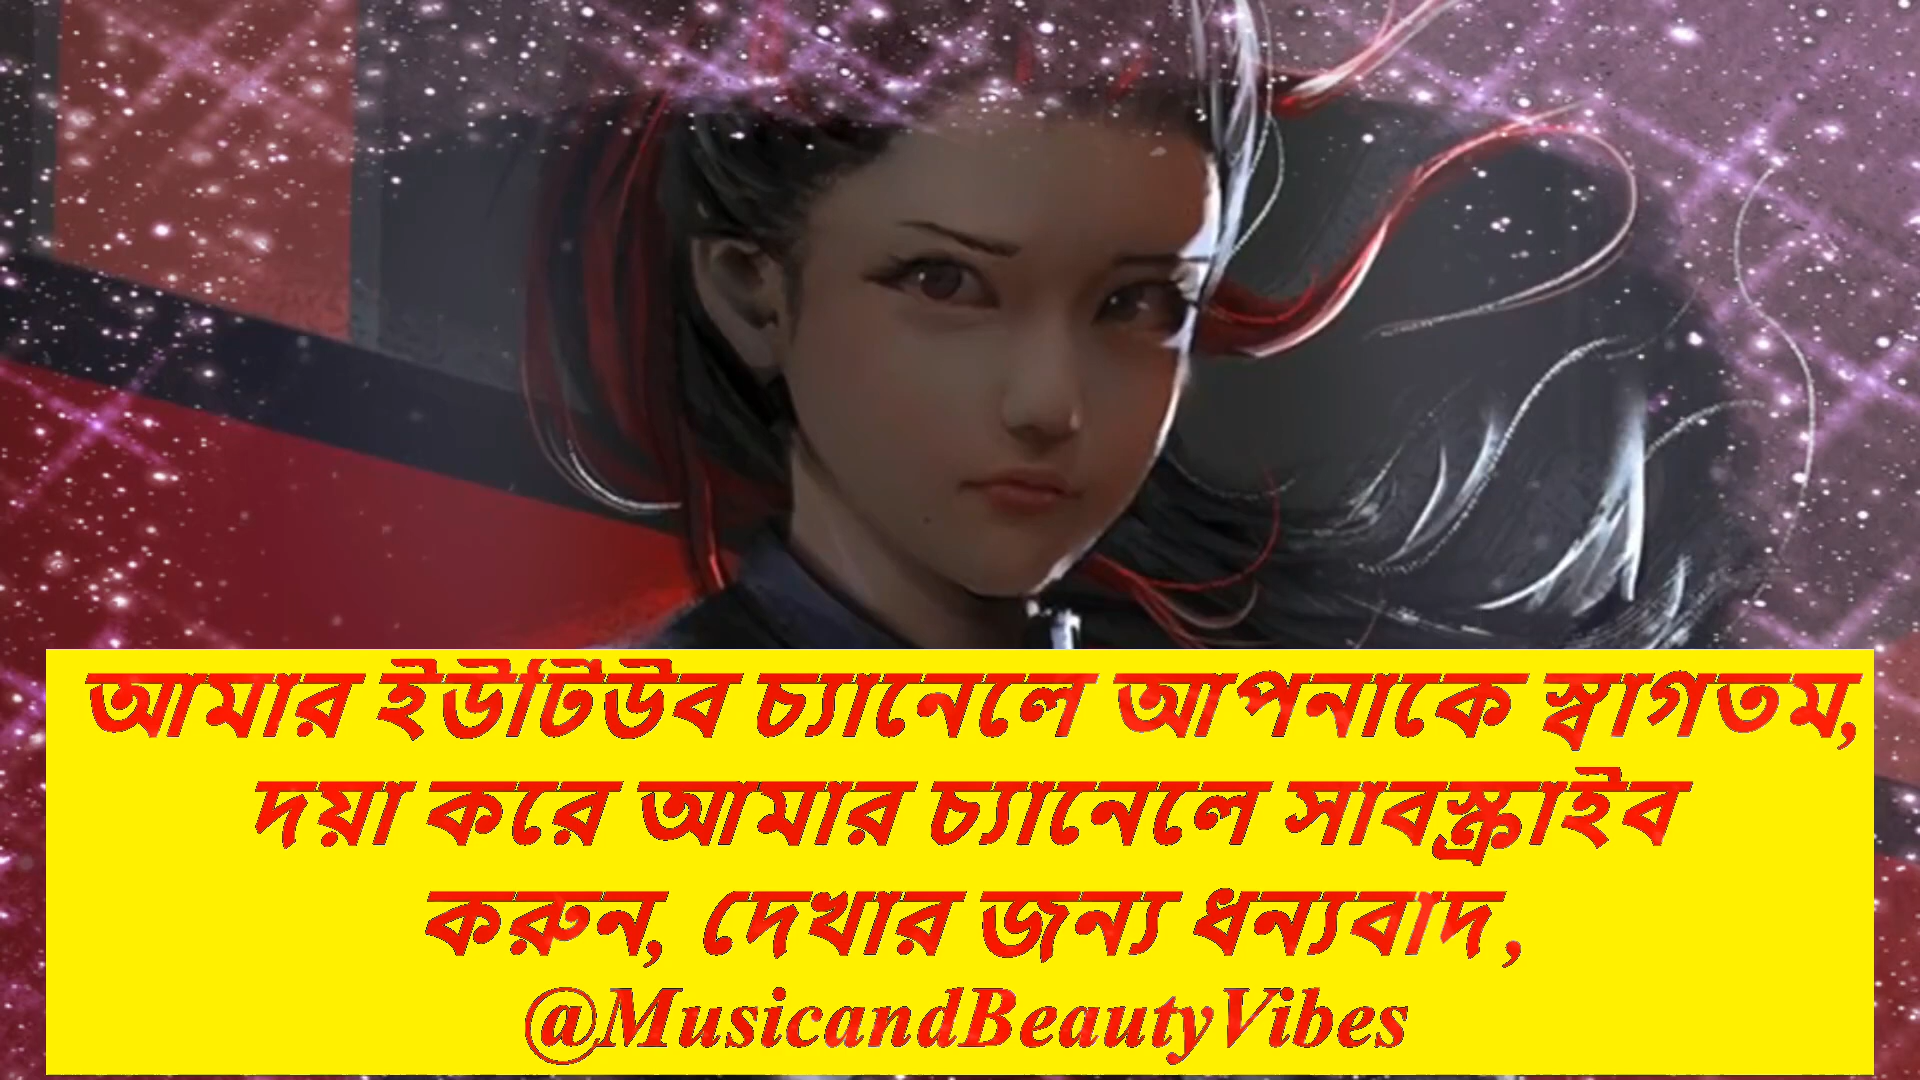 আমার ইউটিউব চ্যানেলে আপনাকে স্বাগতম,
দয়া করে আমার চ্যানেলে সাবস্ক্রাইব
করুন, দেখার জন্য ধন্যবাদ ,
@MusicandBeautyVibes